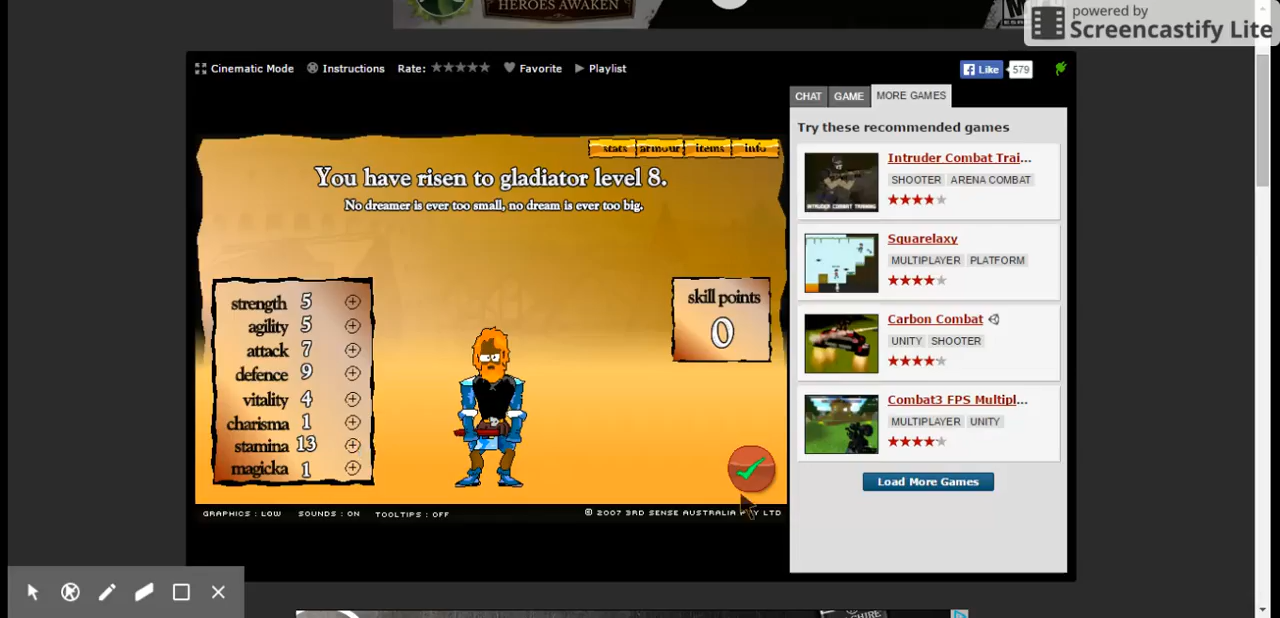 HEROES AWAKEN
powered by
Screencastify Lite
Cinematic Mode Instructions Rate: Favorite Playlist
Like 579
CHAT GAME MORE GAMES
Try these recommended games
Intruder Combat Trai...
SHOOTER ARENA COMBAT
INTRUDER COMBAT TRAINING
Squarelaxy
MULTIPLAYER PLATFORM
Carbon Combat
UNITY SHOOTER
Combat3 FPS Multipl...
MULTIPLAYER UNITY
Load More Games
stats armour items info
You have risen to gladiator level 8.
No dreamer is ever too small, no dream is ever too big.
strength 5
agility 5
attack 7
defence 9
vitality 4
charisma 1
stamina 13
magicka 1
skill points
0
GRAPHICS : LOW SOUNDS : ON TOOLTIPS : OFF
© 2007 3RD SENSE AUSTRALIA PTY LTD